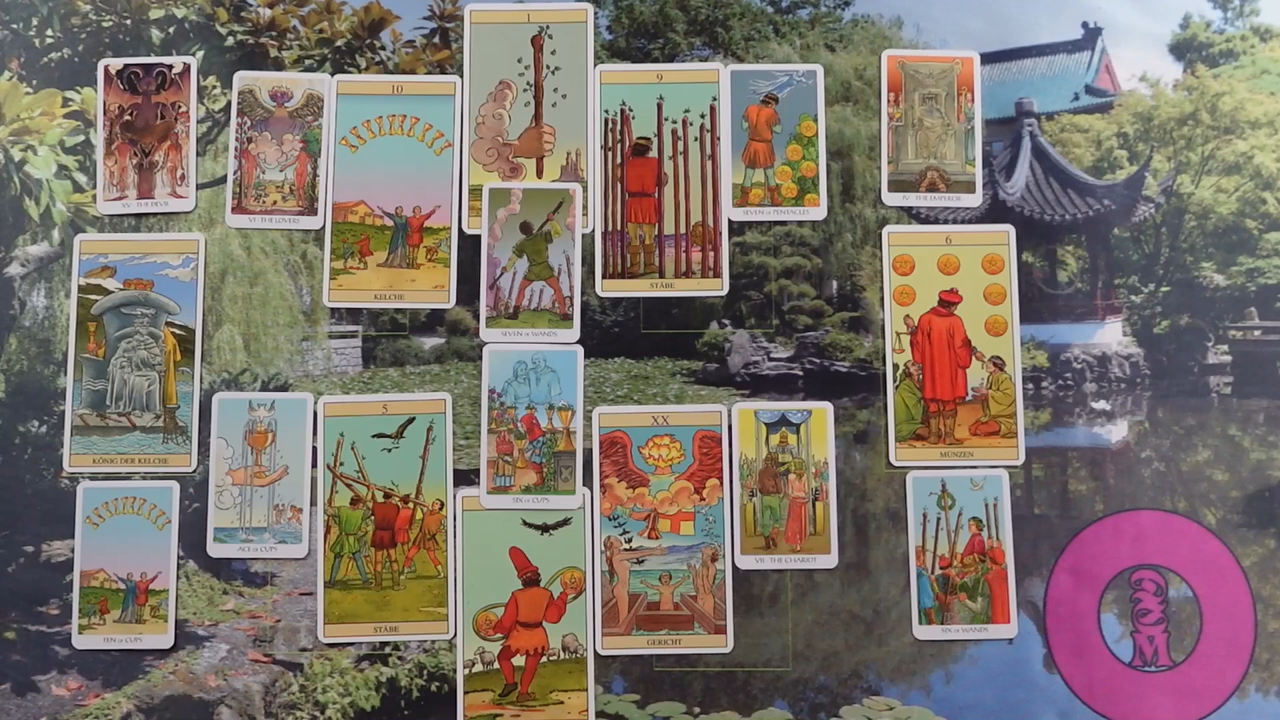 1
XV · THE DEVIL
VI · THE LOVERS
10
KELCHE
9
STÄBE
SEVEN OF PENTACLES
IV · THE EMPEROR
SEVEN OF WANDS
KÖNIG DER KELCHE
6
MÜNZEN
ACE OF CUPS
5
STÄBE
SIX OF CUPS
XX
GERICHT
VII · THE CHARIOT
TEN OF CUPS
SIX OF WANDS